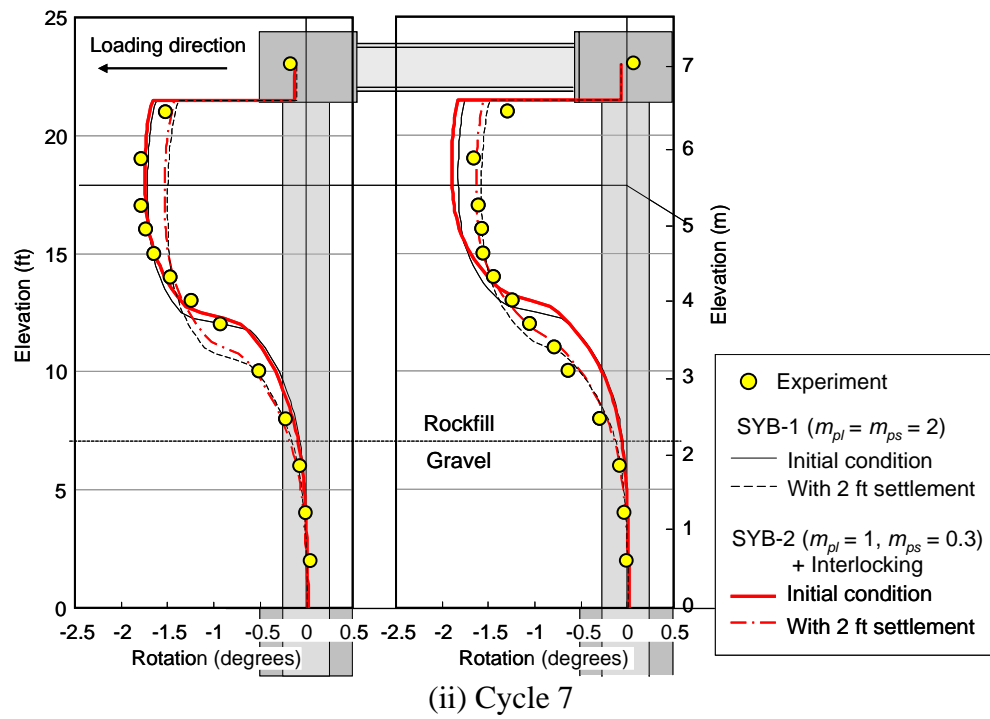 25
20
15
10
5
0
Elevation (ft)
Loading direction
-2.5 -2 -1.5 -1 -0.5 0 0.5
Rotation (degrees)
Rockfill
Gravel
-2.5 -2 -1.5 -1 -0.5 0 0.5
Rotation (degrees)
7
6
5
4
3
2
1
0
Elevation (m)
Experiment
SYB-1 (mpl = mps = 2)
Initial condition
With 2 ft settlement
SYB-2 (mpl = 1, mps = 0.3)
+ Interlocking
Initial condition
With 2 ft settlement
(ii) Cycle 7